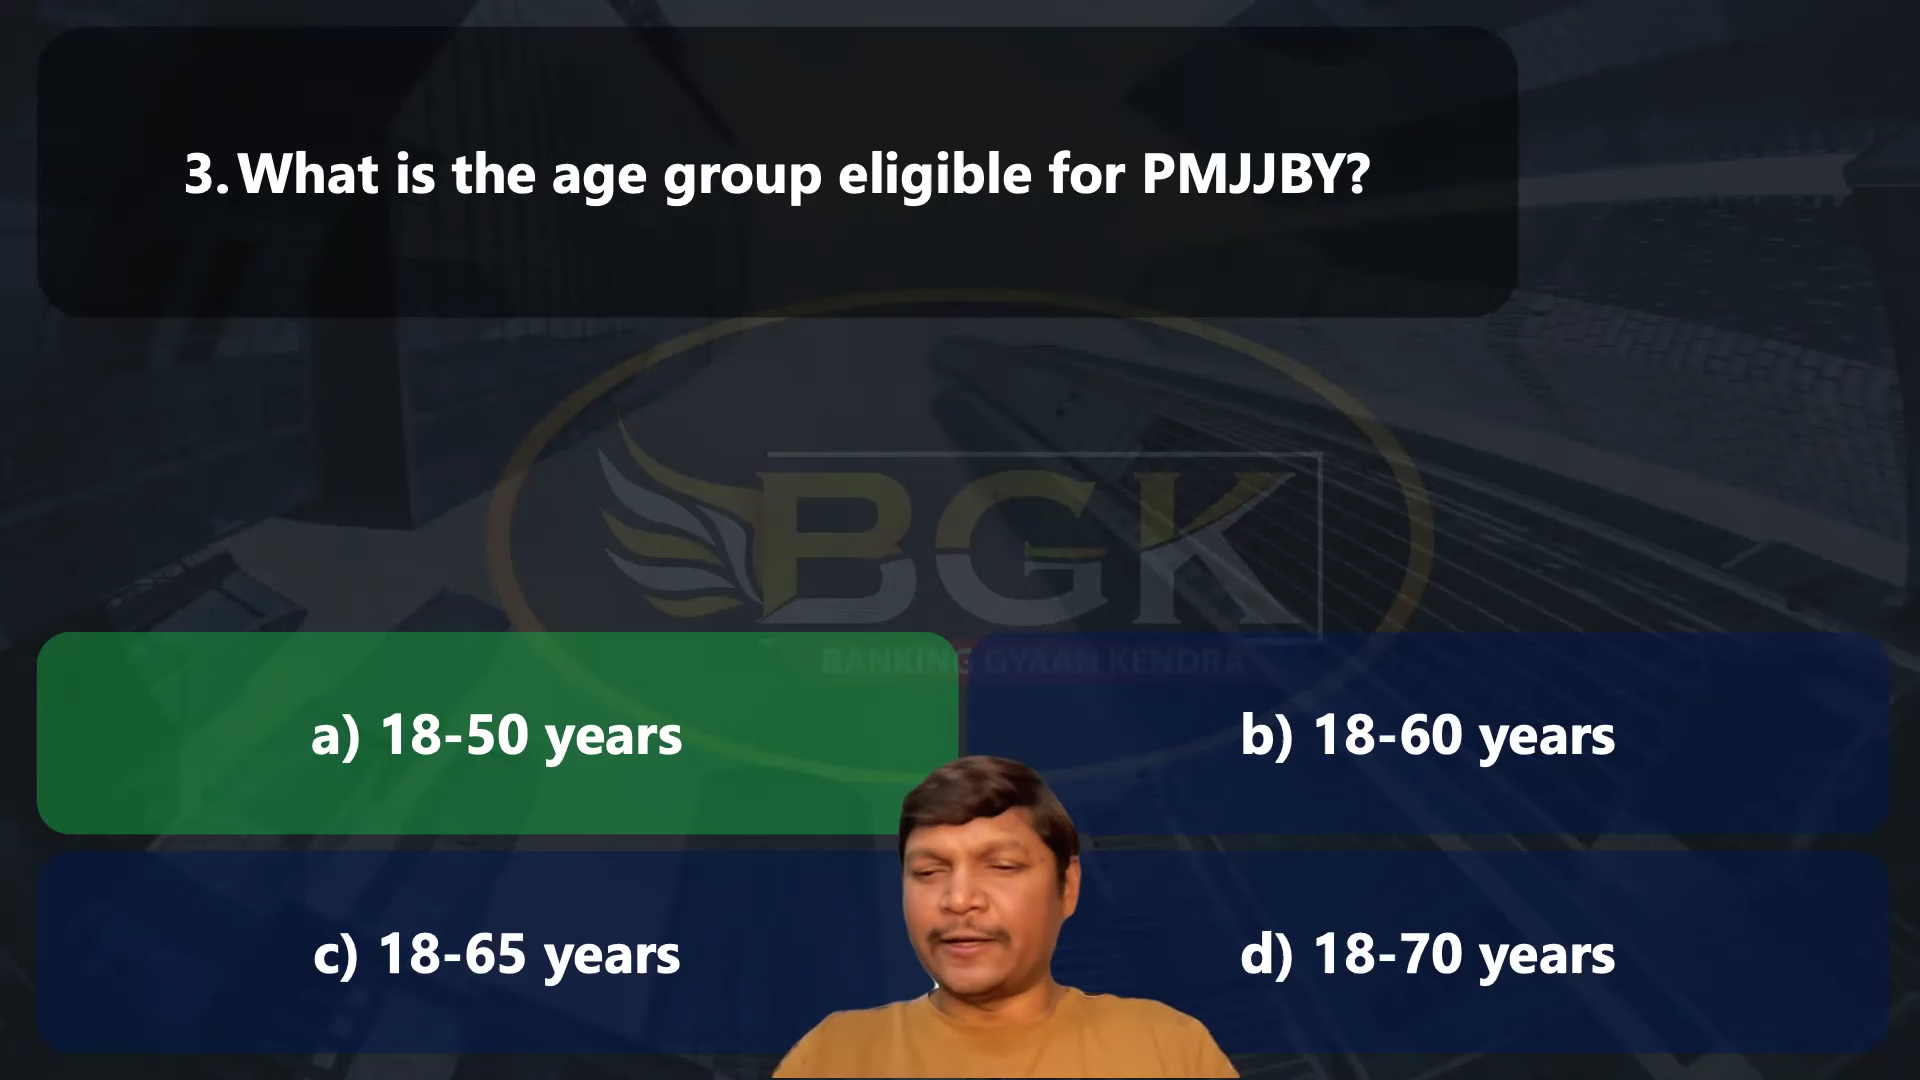 3. What is the age group eligible for PMJJBY?
BGK
BANKING GYAAN KENDRA
a) 18-50 years
b) 18-60 years
c) 18-65 years
d) 18-70 years